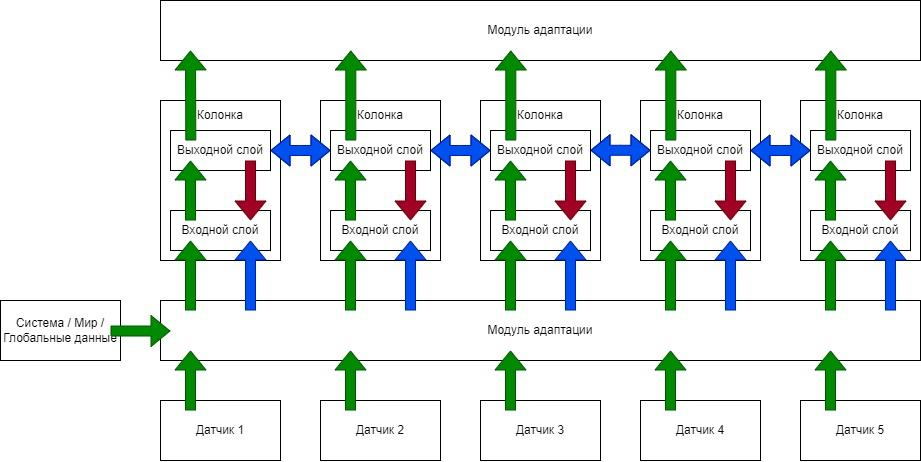 Модуль адаптации
Колонка Колонка Колонка Колонка Колонка
Выходной слой Выходной слой Выходной слой Выходной слой Выходной слой
Входной слой Входной слой Входной слой Входной слой Входной слой
Система / Мир /
Глобальные данные
Модуль адаптации
Датчик 1 Датчик 2 Датчик 3 Датчик 4 Датчик 5